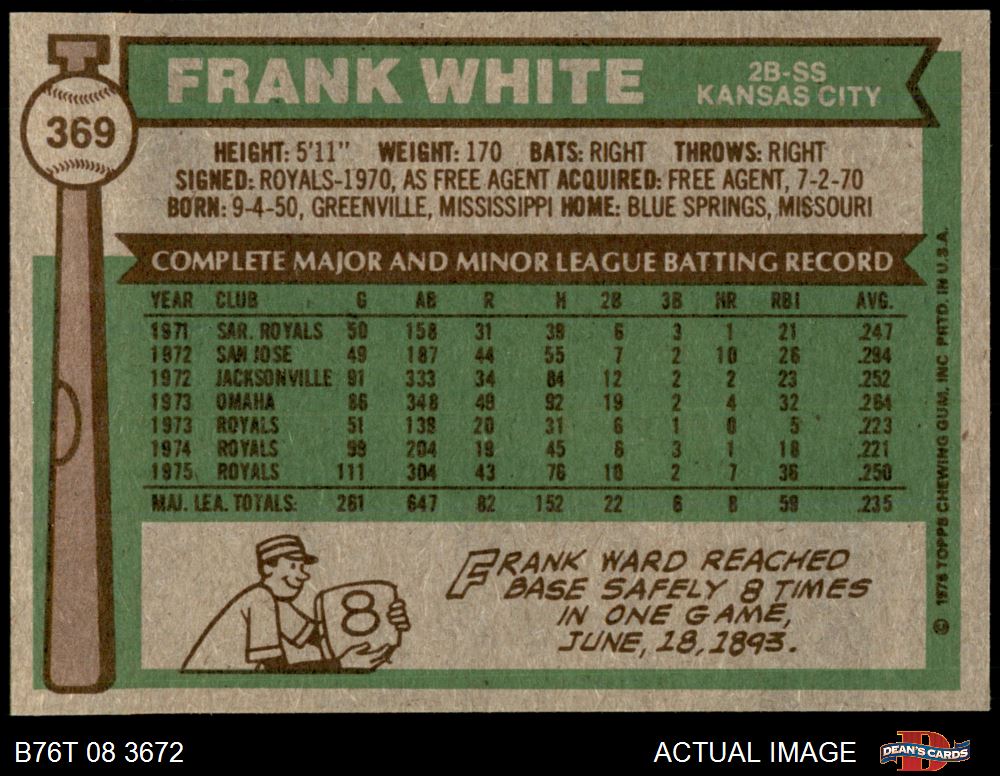 369
FRANK WHITE
2B-SS
KANSAS CITY
HEIGHT: 5'11" WEIGHT: 170 BATS: RIGHT THROWS: RIGHT
SIGNED: ROYALS-1970, AS FREE AGENT ACQUIRED: FREE AGENT, 7-2-70
BORN: 9-4-50, GREENVILLE, MISSISSIPPI HOME: BLUE SPRINGS, MISSOURI
COMPLETE MAJOR AND MINOR LEAGUE BATTING RECORD
YEAR CLUB G AB R H 2B 3B HR RBI AVG.
1971 SAR. ROYALS 50 158 31 39 6 3 1 21 .247
1972 SAN JOSE 49 187 44 55 7 2 10 26 .294
1972 JACKSONVILLE 91 333 34 84 12 2 2 23 .252
1973 OMAHA 86 348 49 92 19 2 4 32 .264
1973 ROYALS 51 139 20 31 6 1 0 5 .223
1974 ROYALS 99 204 19 45 6 3 1 18 .221
1975 ROYALS 111 304 43 76 10 2 7 36 .250
MAJ. LEA. TOTALS: 261 647 82 152 22 6 8 59 .235
8
FRANK WARD REACHED
BASE SAFELY 8 TIMES
IN ONE GAME,
JUNE, 18, 1893.
© 1976 TOPPS CHEWING GUM, INC. PRTD. IN U.S.A.
B76T 08 3672
ACTUAL IMAGE
DEAN'S CARDS